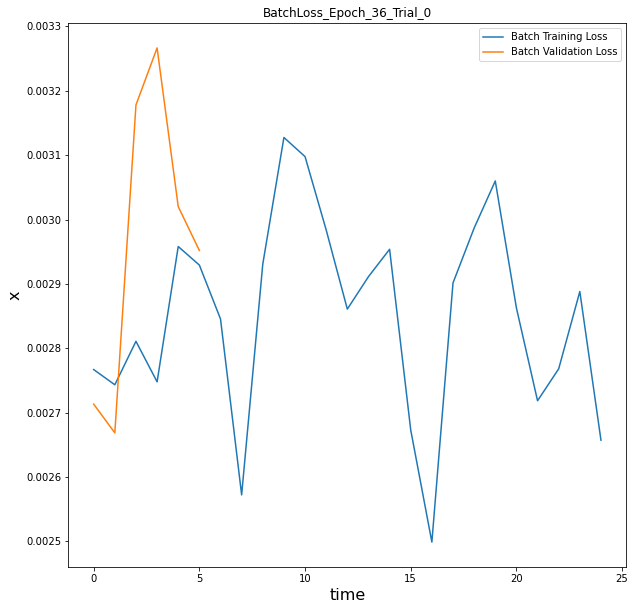 BatchLoss_Epoch_36_Trial_0
Batch Training Loss
Batch Validation Loss
0.0033
0.0032
0.0031
0.0030
0.0029
0.0028
0.0027
0.0026
0.0025
x
0 5 10 15 20 25
time